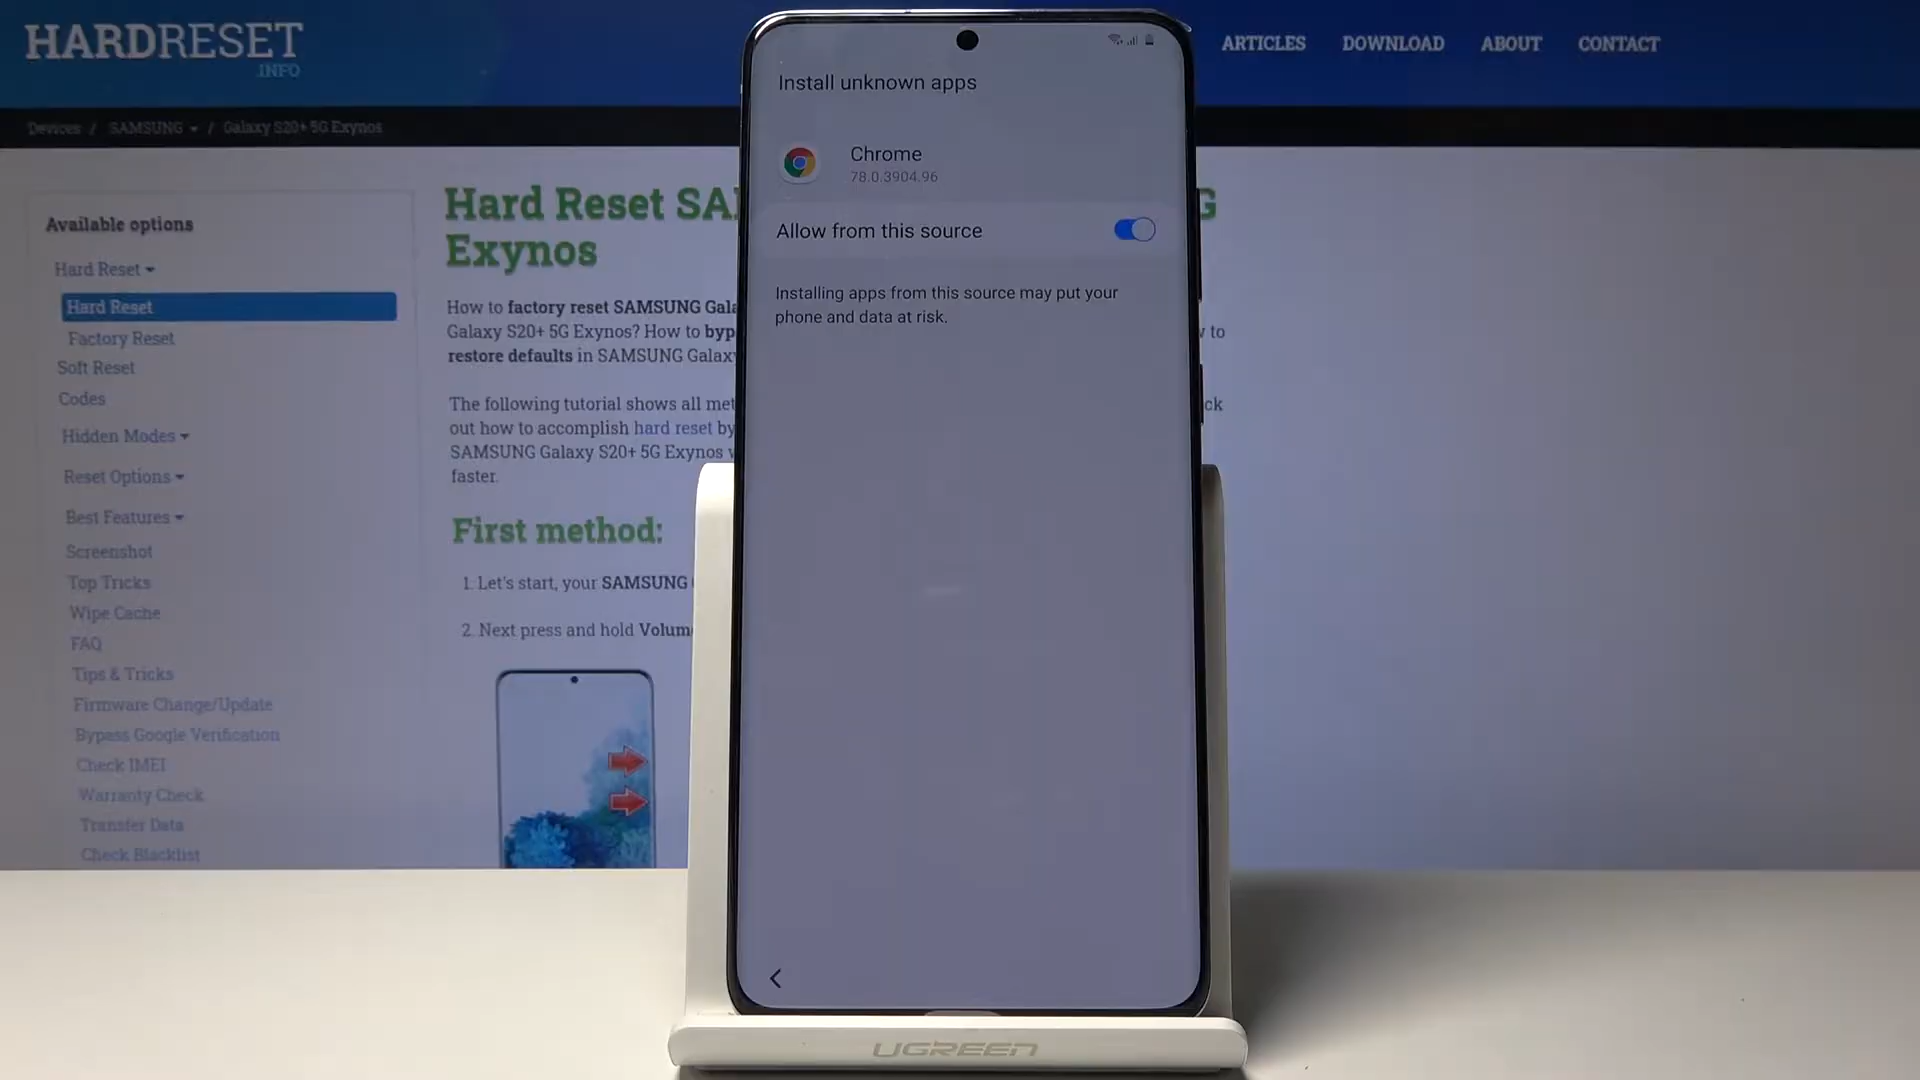 HARDRESET
.INFO
ARTICLES DOWNLOAD ABOUT CONTACT
Devices / SAMSUNG / Galaxy S20+ 5G Exynos
Available options
Hard Reset
Hard Reset
Factory Reset
Soft Reset
Codes
Hidden Modes
Reset Options
Best Features
Screenshot
Top Tricks
Wipe Cache
FAQ
Tips & Tricks
Firmware Change/Update
Bypass Google Verification
Check IMEI
Warranty Check
Transfer Data
Check Blacklist
Hard Reset SA G
Exynos
How to factory reset SAMSUNG Gala
Galaxy S20+ 5G Exynos? How to byp to
restore defaults in SAMSUNG Galaxy
The following tutorial shows all met ck
out how to accomplish hard reset by
SAMSUNG Galaxy S20+ 5G Exynos
faster.
First method:
1. Let's start, your SAMSUNG
2. Next press and hold Volum
Install unknown apps
Chrome
78.0.3904.96
Allow from this source
Installing apps from this source may put your
phone and data at risk.
UGREEN